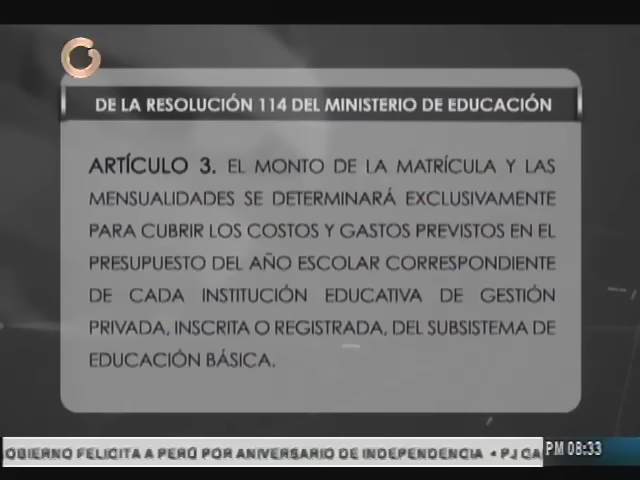 DE LA RESOLUCIÓN 114 DEL MINISTERIO DE EDUCACIÓN
ARTÍCULO 3. EL MONTO DE LA MATRÍCULA Y LAS
MENSUALIDADES SE DETERMINARÁ EXCLUSIVAMENTE
PARA CUBRIR LOS COSTOS Y GASTOS PREVISTOS EN EL
PRESUPUESTO DEL AÑO ESCOLAR CORRESPONDIENTE
DE CADA INSTITUCIÓN EDUCATIVA DE GESTIÓN
PRIVADA, INSCRITA O REGISTRADA, DEL SUBSISTEMA DE
EDUCACIÓN BÁSICA.
OBIERNO FELICITA A PERÚ POR ANIVERSARIO DE INDEPENDENCIA • PJ CA PM 08:33